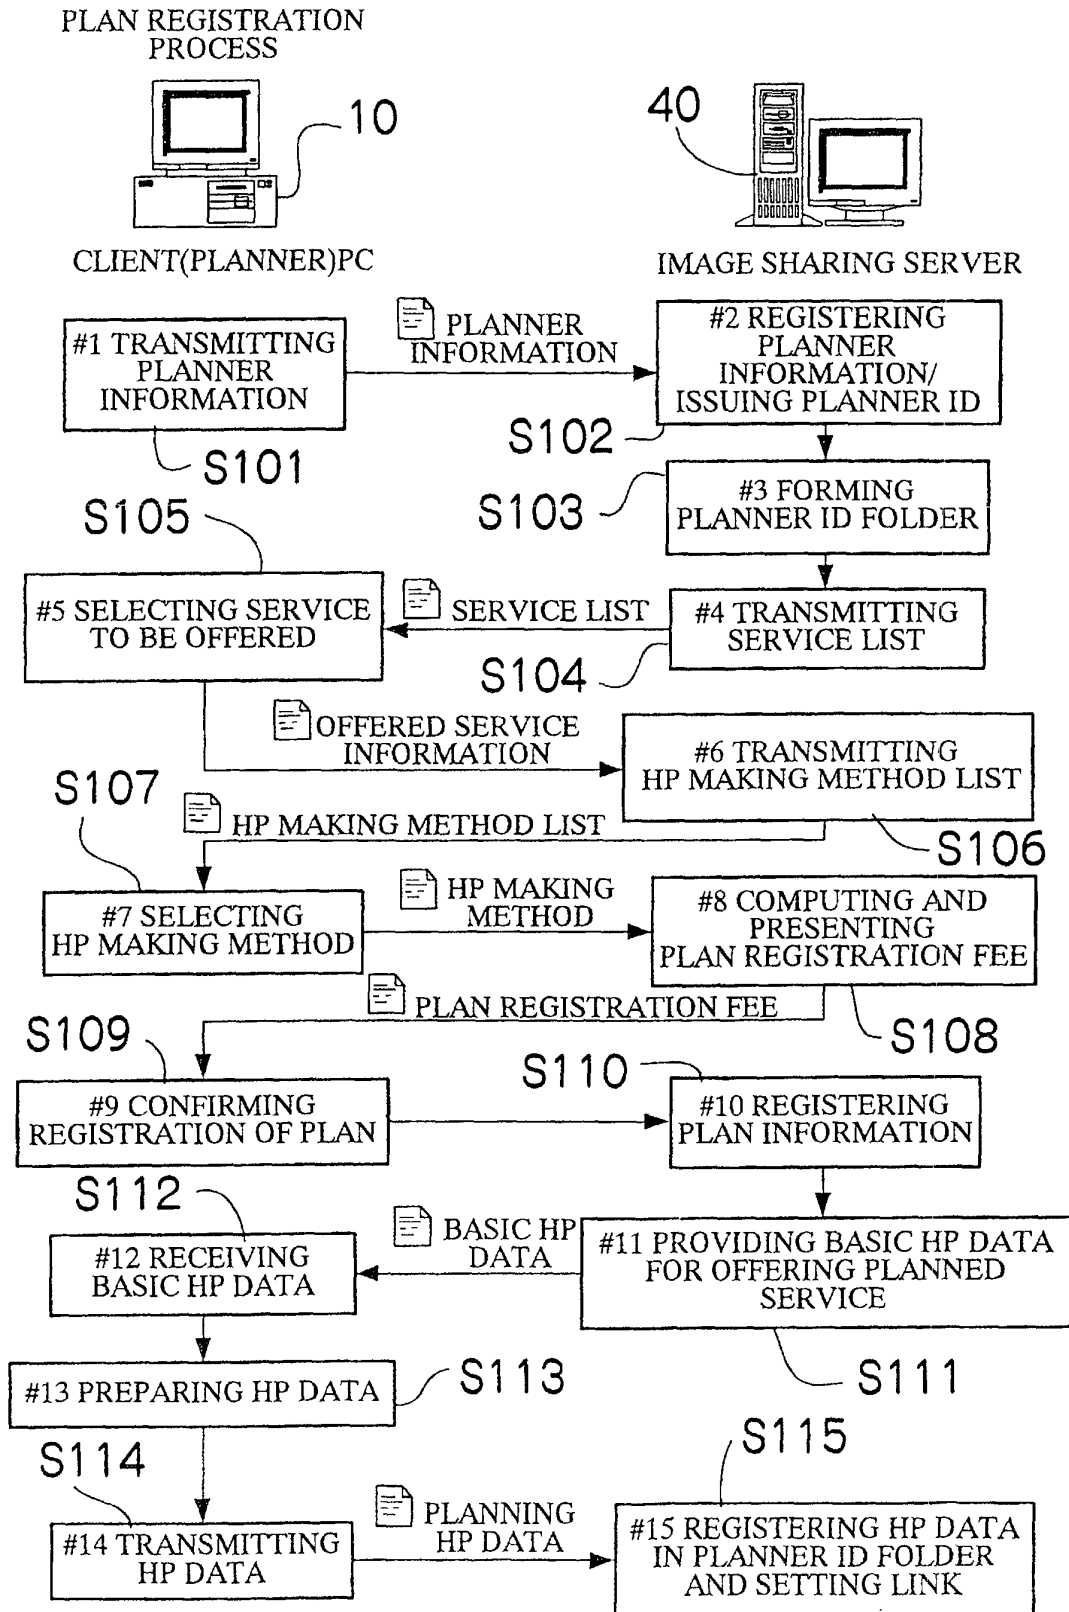 PLAN REGISTRATION
PROCESS
10
40
CLIENT(PLANNER)PC
IMAGE SHARING SERVER
#1 TRANSMITTING
PLANNER
INFORMATION
S101
PLANNER
INFORMATION
#2 REGISTERING
PLANNER
INFORMATION/
ISSUING PLANNER ID
S102
#3 FORMING
PLANNER ID FOLDER
S103
#4 TRANSMITTING
SERVICE LIST
S104
SERVICE LIST
S105
#5 SELECTING SERVICE
TO BE OFFERED
OFFERED SERVICE
INFORMATION
#6 TRANSMITTING
HP MAKING METHOD LIST
S106
HP MAKING METHOD LIST
S107
#7 SELECTING
HP MAKING METHOD
HP MAKING
METHOD
#8 COMPUTING AND
PRESENTING
PLAN REGISTRATION FEE
S108
PLAN REGISTRATION FEE
S109
#9 CONFIRMING
REGISTRATION OF PLAN
S110
#10 REGISTERING
PLAN INFORMATION
#11 PROVIDING BASIC HP DATA
FOR OFFERING PLANNED
SERVICE
S111
BASIC HP
DATA
S112
#12 RECEIVING
BASIC HP DATA
#13 PREPARING HP DATA
S113
S114
#14 TRANSMITTING
HP DATA
PLANNING
HP DATA
S115
#15 REGISTERING HP DATA
IN PLANNER ID FOLDER
AND SETTING LINK